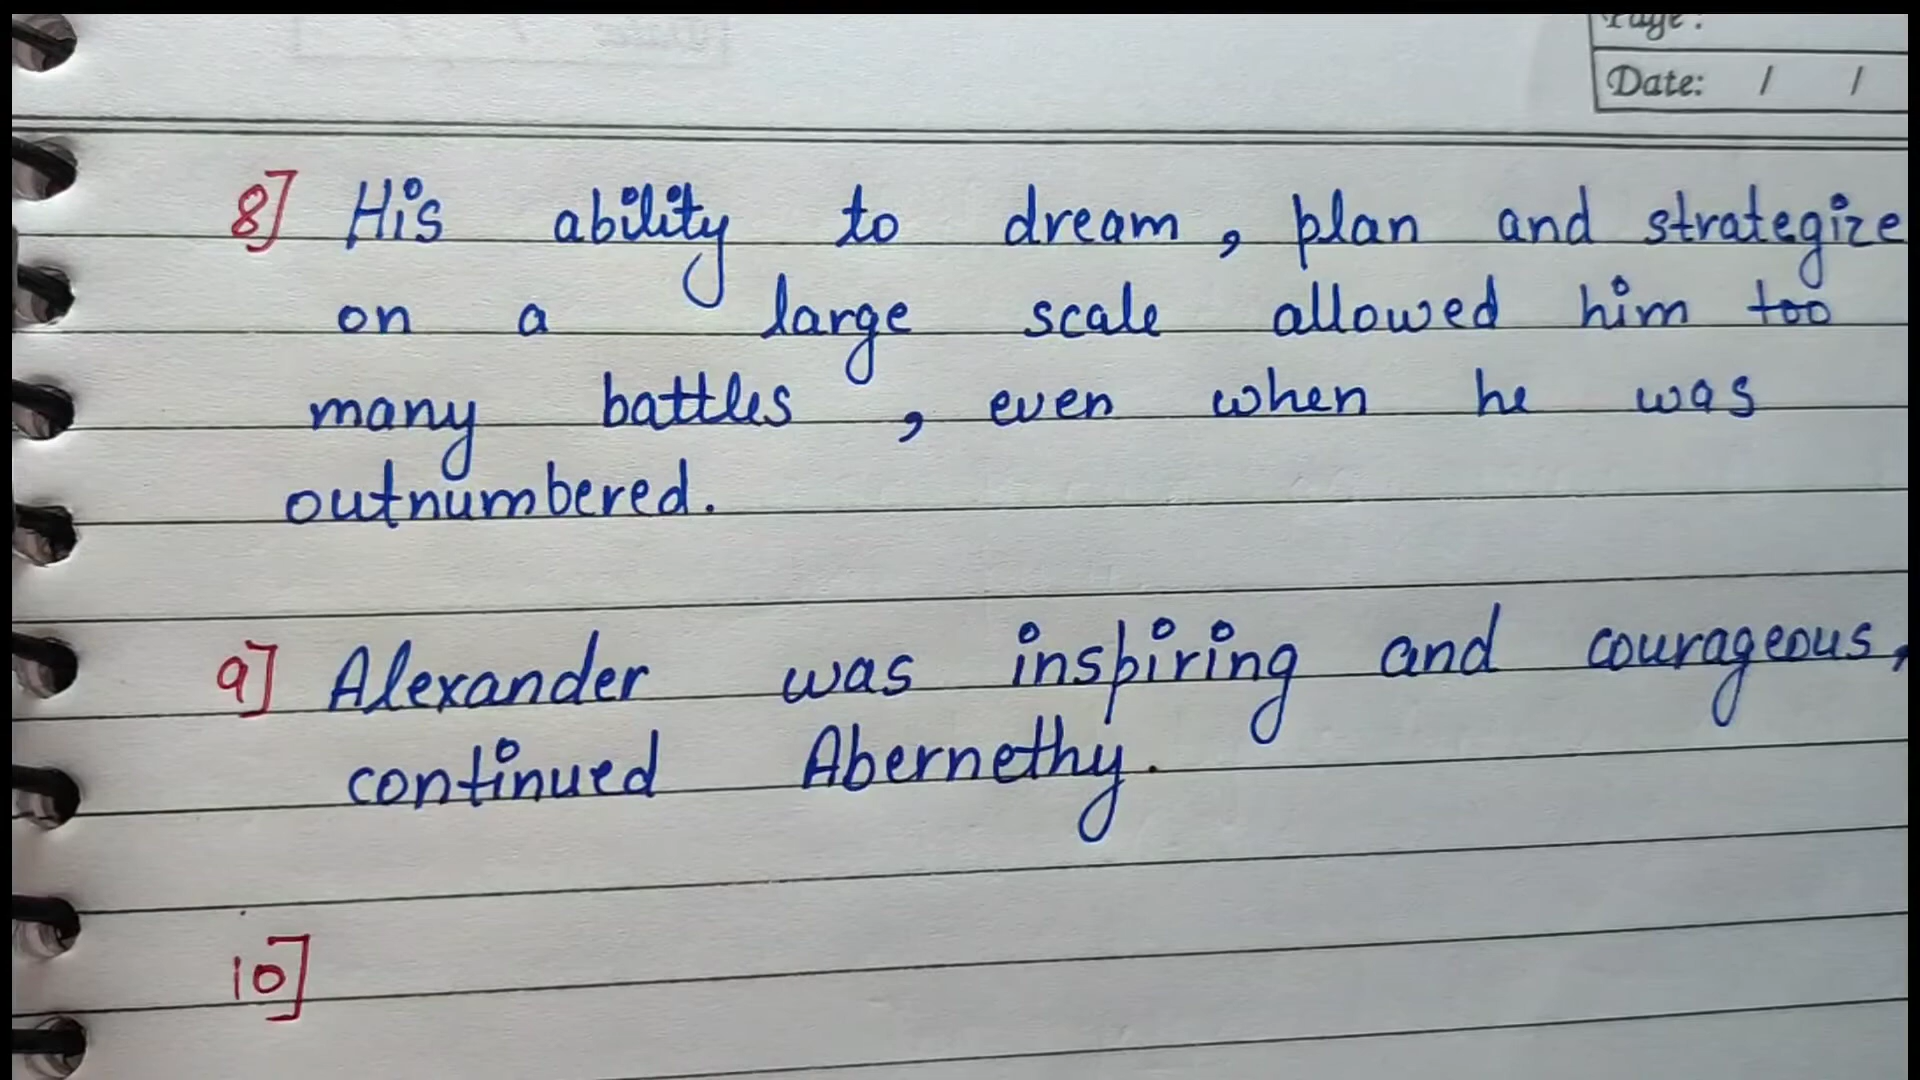 Page:
Date: / /
8] His ability to dream, plan and strategize
on a large scale allowed him too
many battles, even when he was
outnumbered.
9] Alexander was inspiring and courageous,
continued Abernethy.
10]